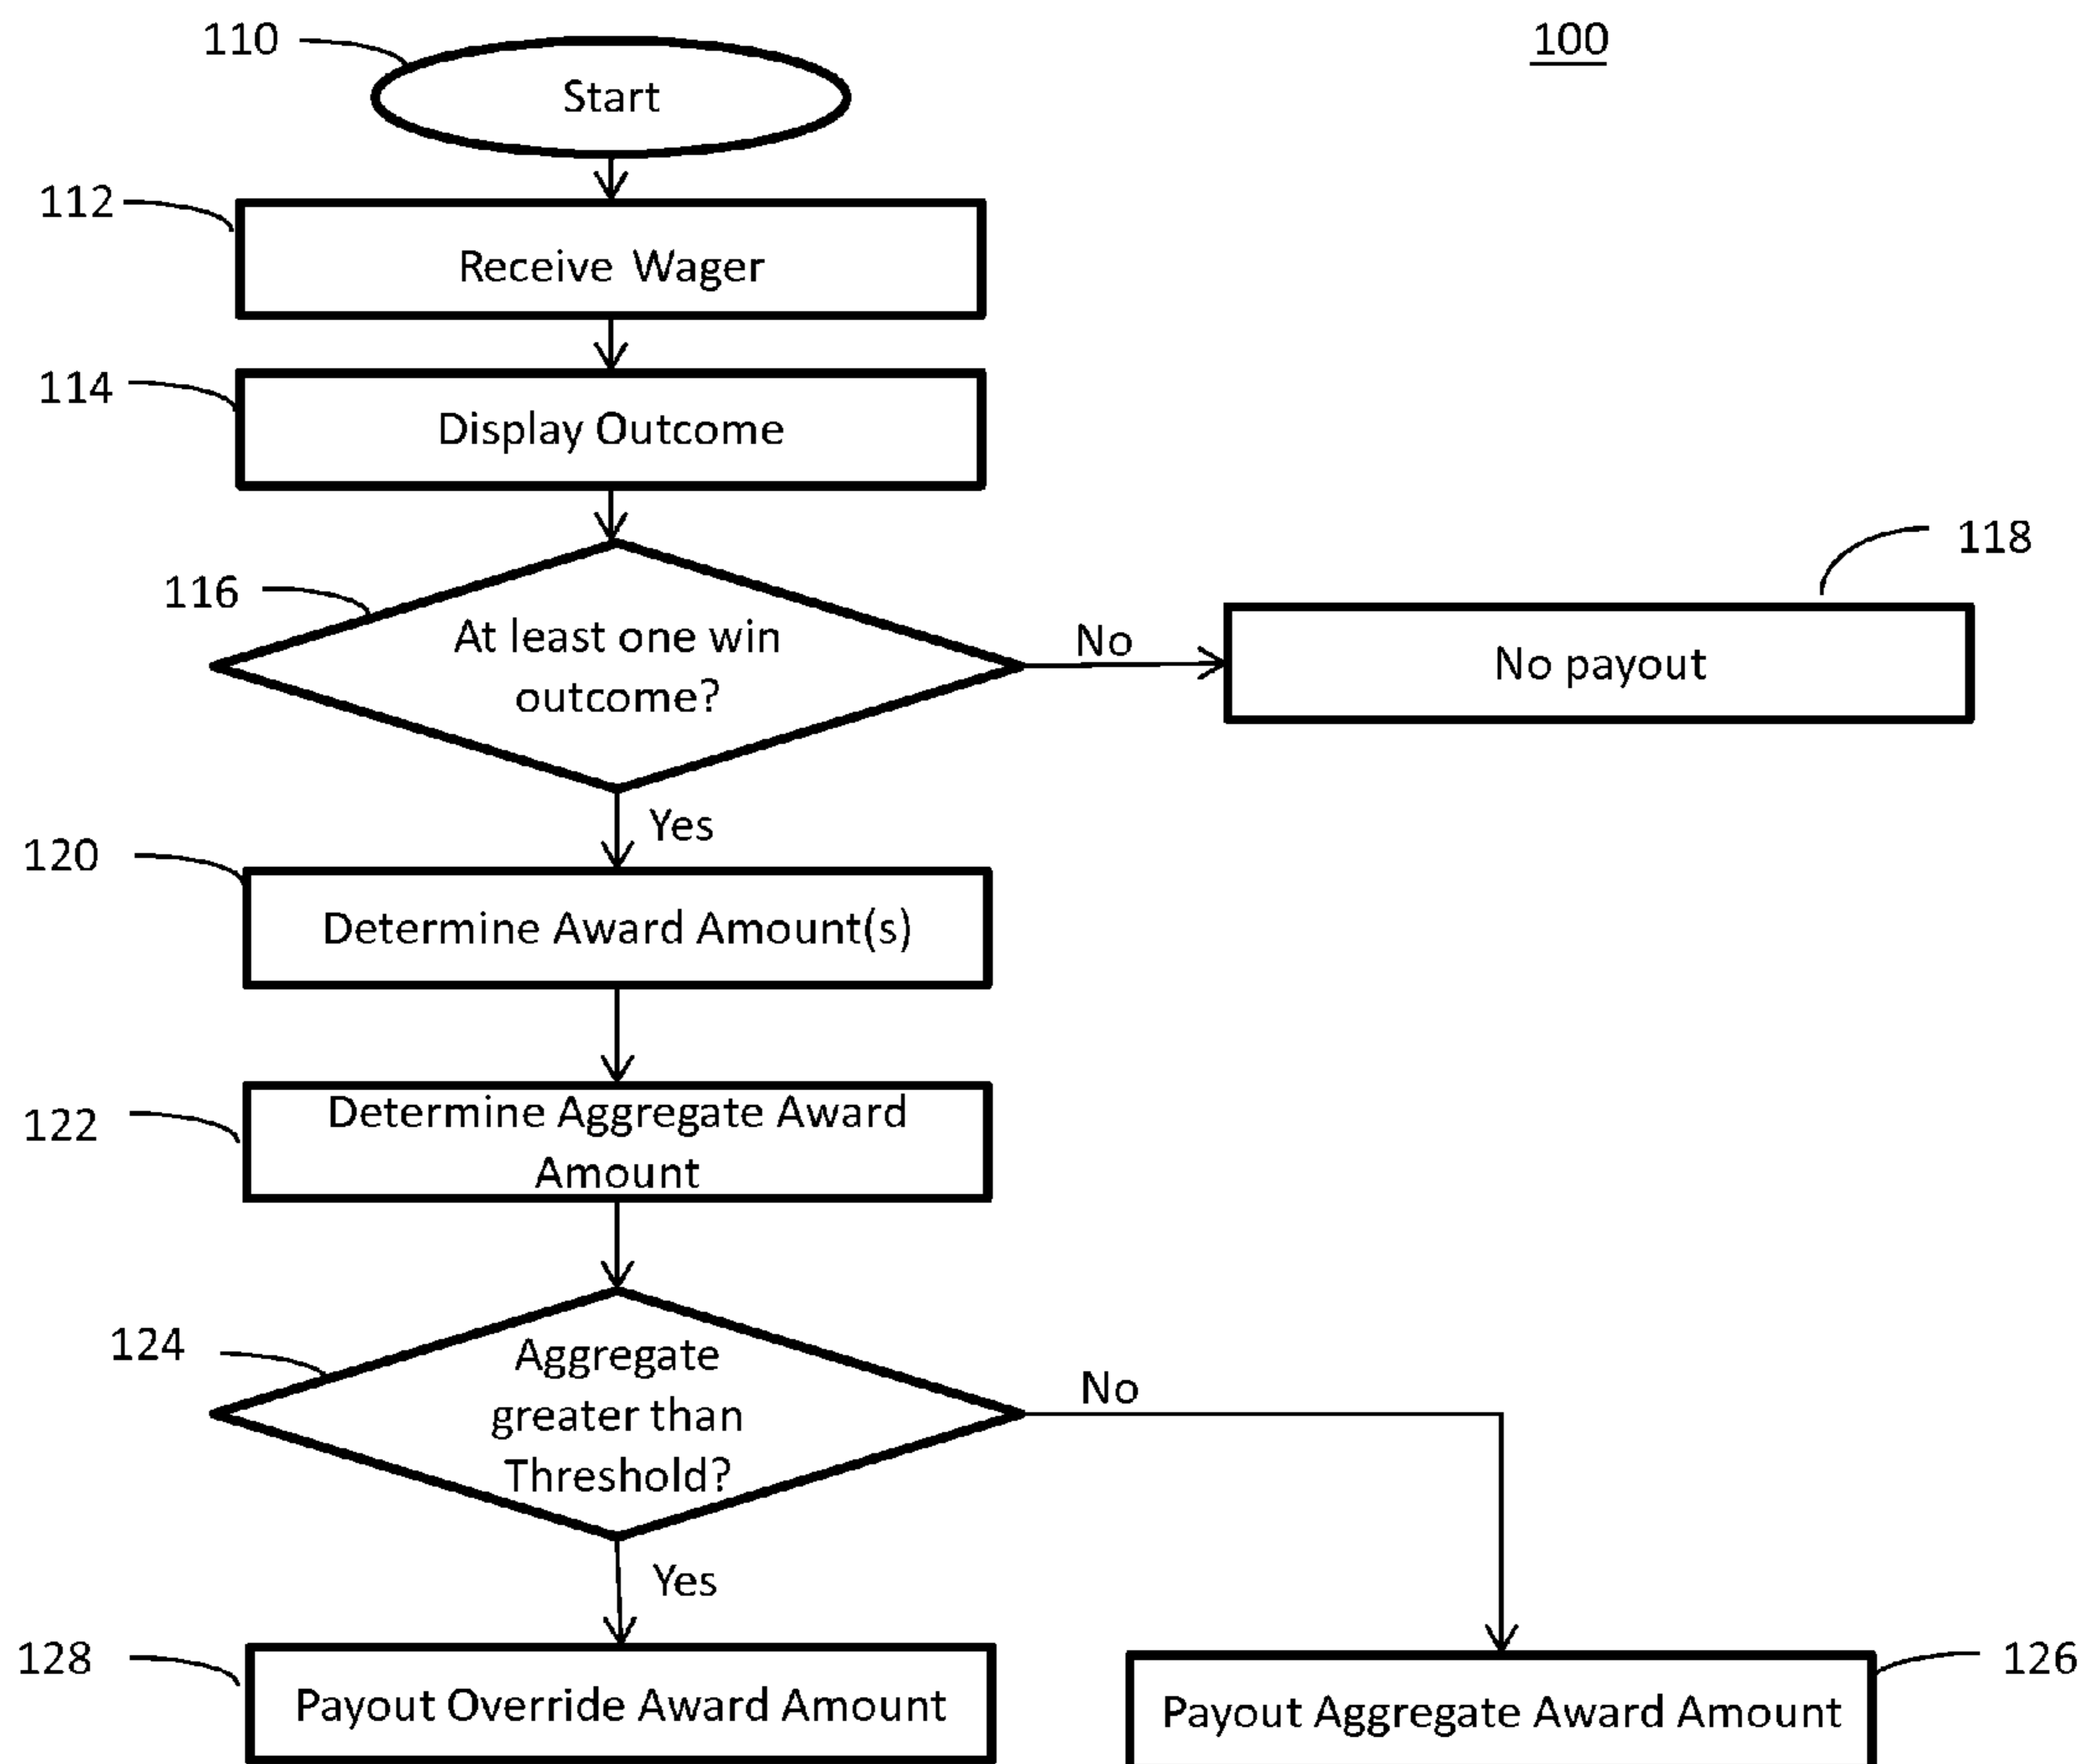 110
Start
100
112
Receive Wager
114
Display Outcome
116
At least one win
outcome?
No
118
No payout
Yes
120
Determine Award Amount(s)
122
Determine Aggregate Award
Amount
124
Aggregate
greater than
Threshold?
No
Yes
128
Payout Override Award Amount
126
Payout Aggregate Award Amount